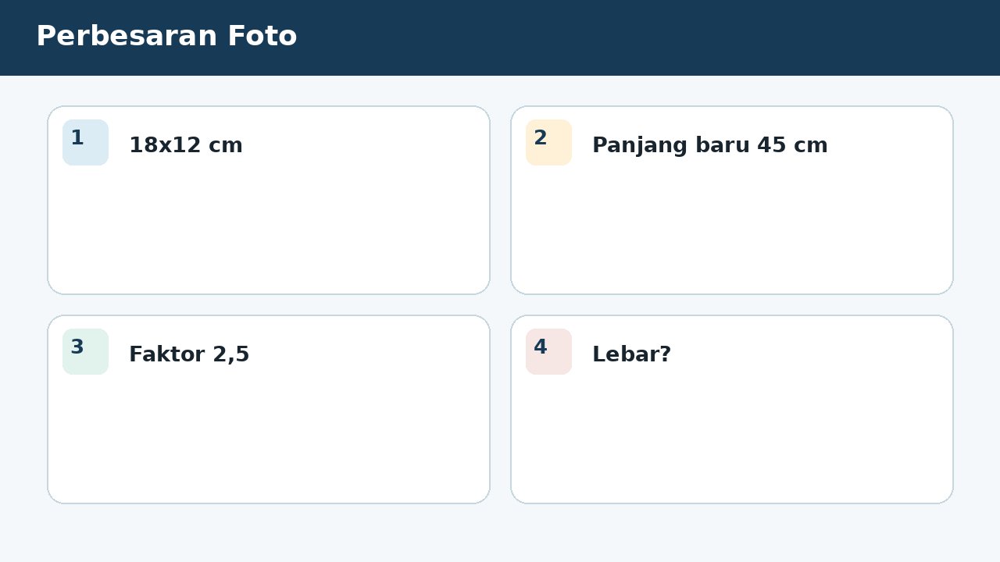 Perbesaran Foto
1
18x12 cm
2
Panjang baru 45 cm
3
Faktor 2,5
4
Lebar?